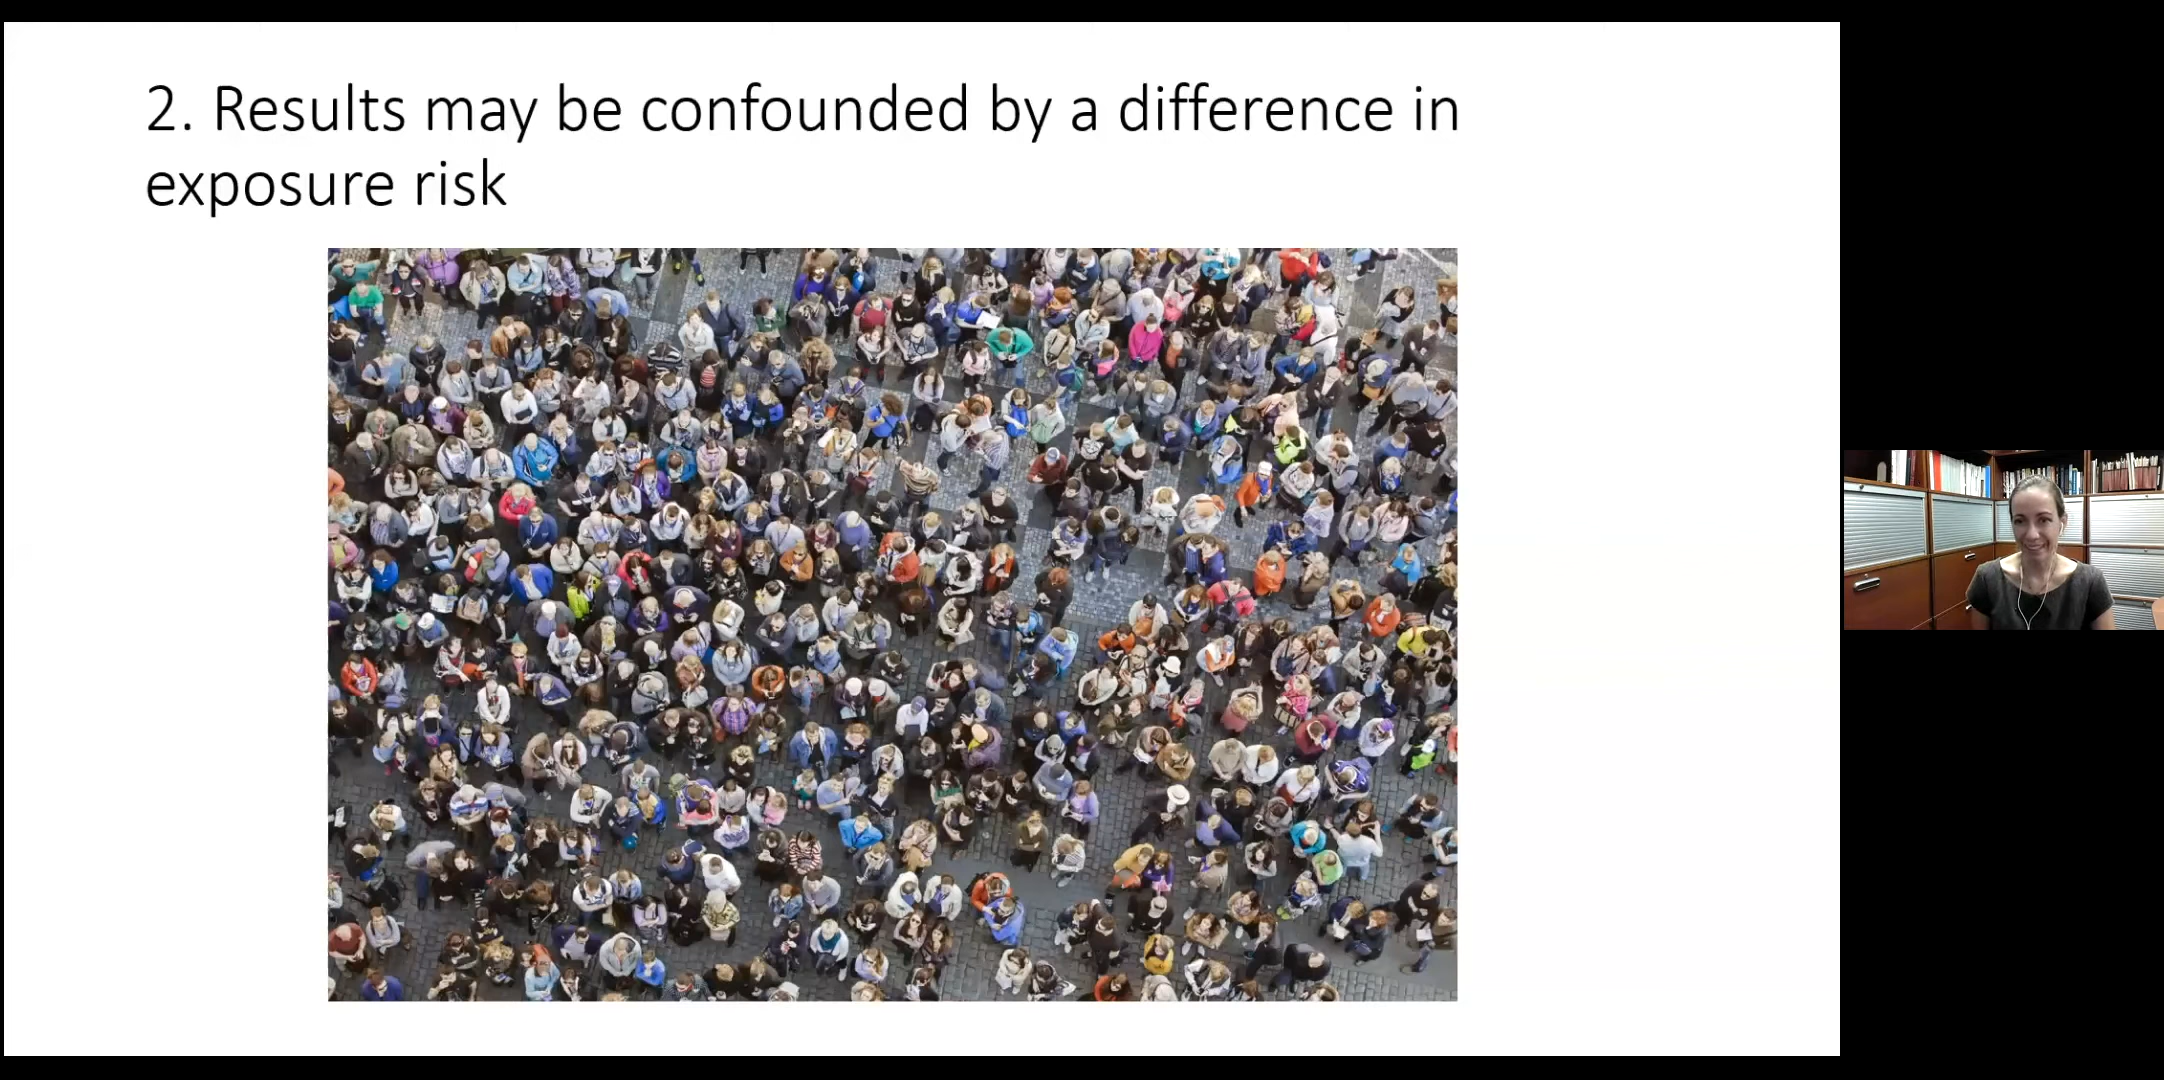 2. Results may be confounded by a difference in
exposure risk